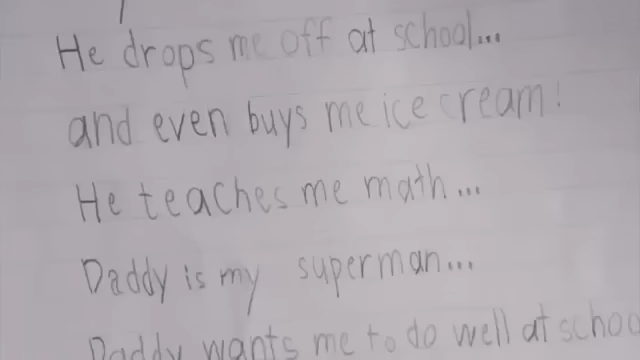 He drops me off at school...
and even buys me ice cream!
He teaches me math...
Daddy is my superman...
Daddy wants me to do well at schoo